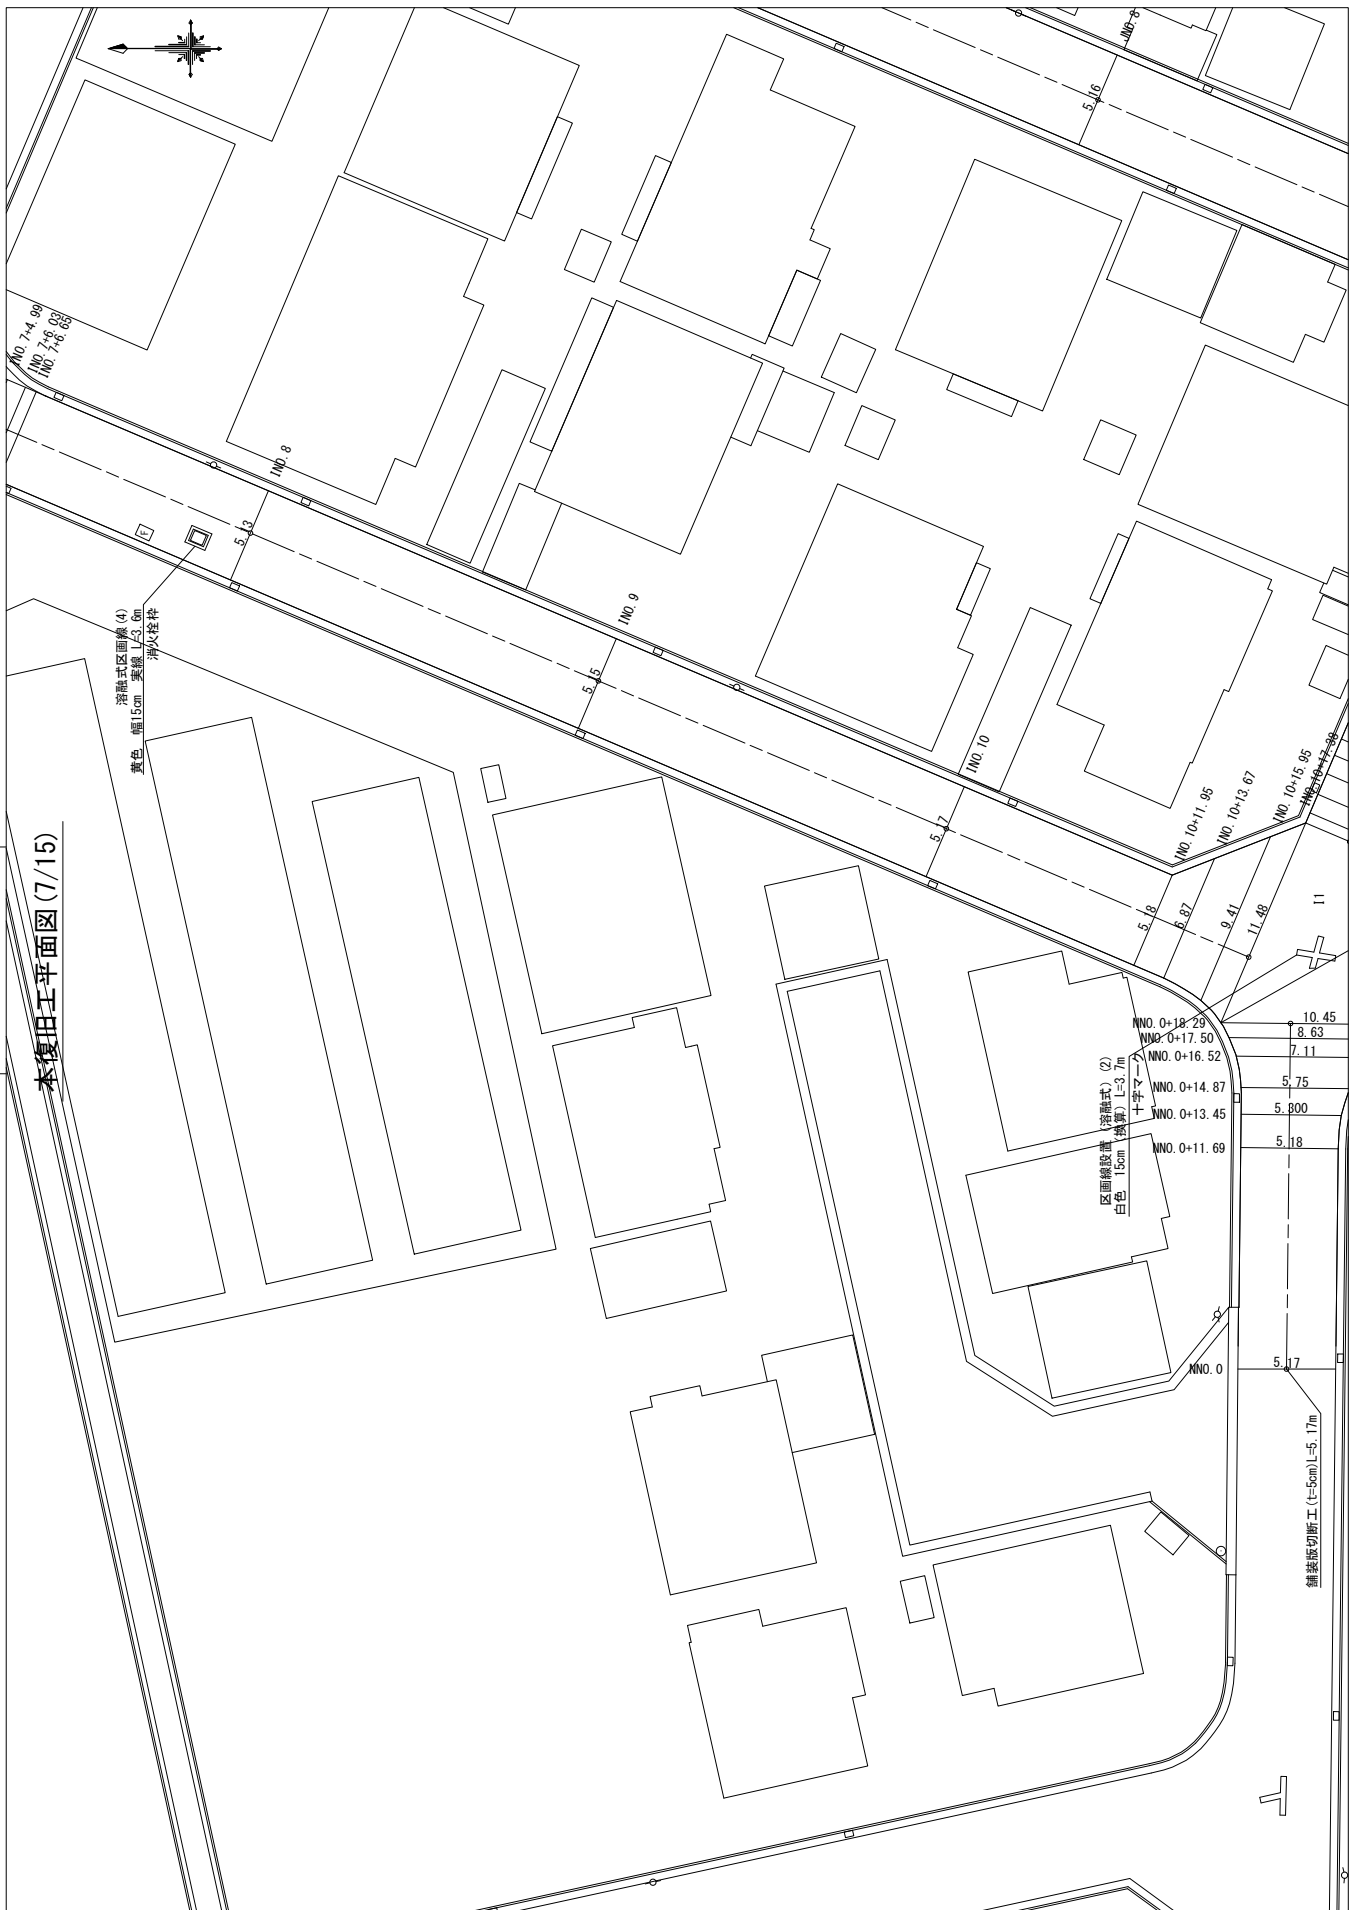 本復旧工平面図(7/15)
JNO.8
5.16
INO.7+4.99
INO.7+6.03
INO.7+6.65
INO.8
5.13
F
溶融式区画線(4)
黄色 幅15cm 実線 L=3.6m
消火栓枠
INO.9
5.15
INO.10
5.17
INO.10+11.95
INO.10+13.67
INO.10+15.95
INO.10+17.38
5.18
6.87
9.41
11.48
I1
NNO.0+18.29
10.45
NNO.0+17.50
8.63
NNO.0+16.52
7.11
NNO.0+14.87
5.75
NNO.0+13.45
5.300
NNO.0+11.69
5.18
区画線設置(溶融式)(2)
白色 15cm(換算)L=3.7m
十字マーク
NNO.0
5.17
舗装版切断工(t=5cm)L=5.17m